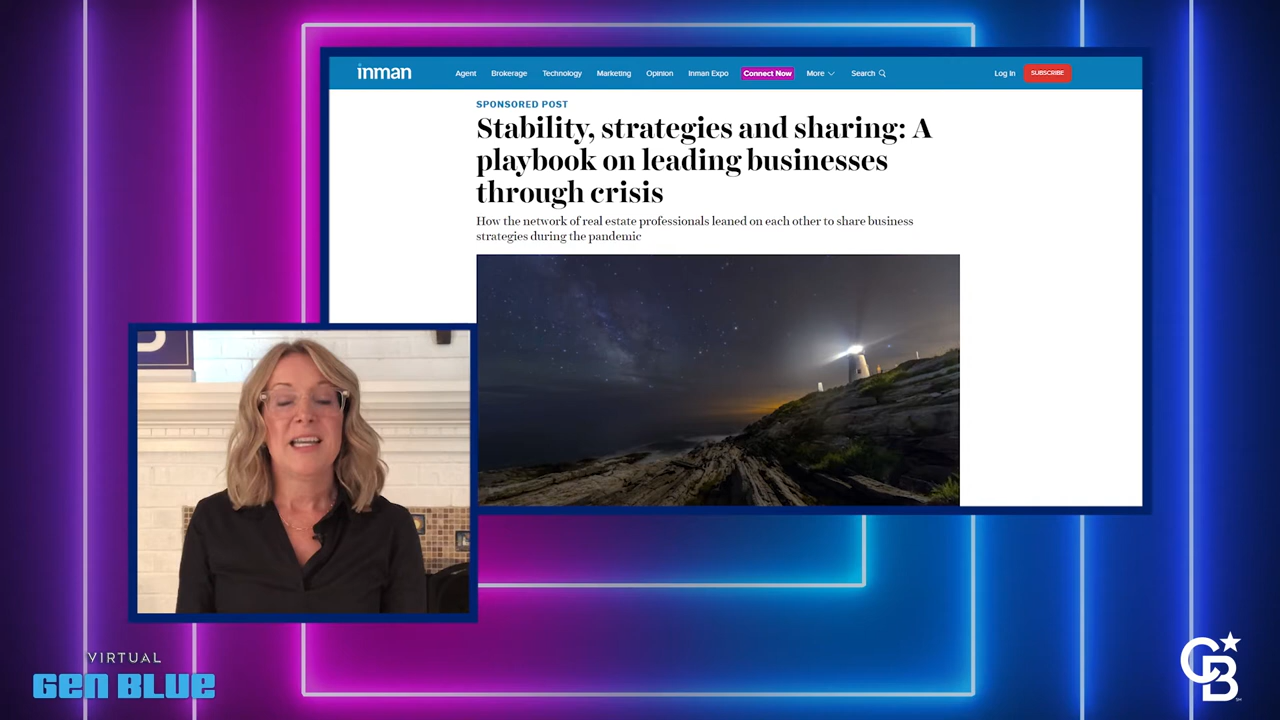 inman
Agent Brokerage Technology Marketing Opinion Inman Expo Connect Now More Search Log In SUBSCRIBE
SPONSORED POST
Stability, strategies and sharing: A
playbook on leading businesses
through crisis
How the network of real estate professionals leaned on each other to share business
strategies during the pandemic
B
VIRTUAL
GEN BLUE
CB
SM